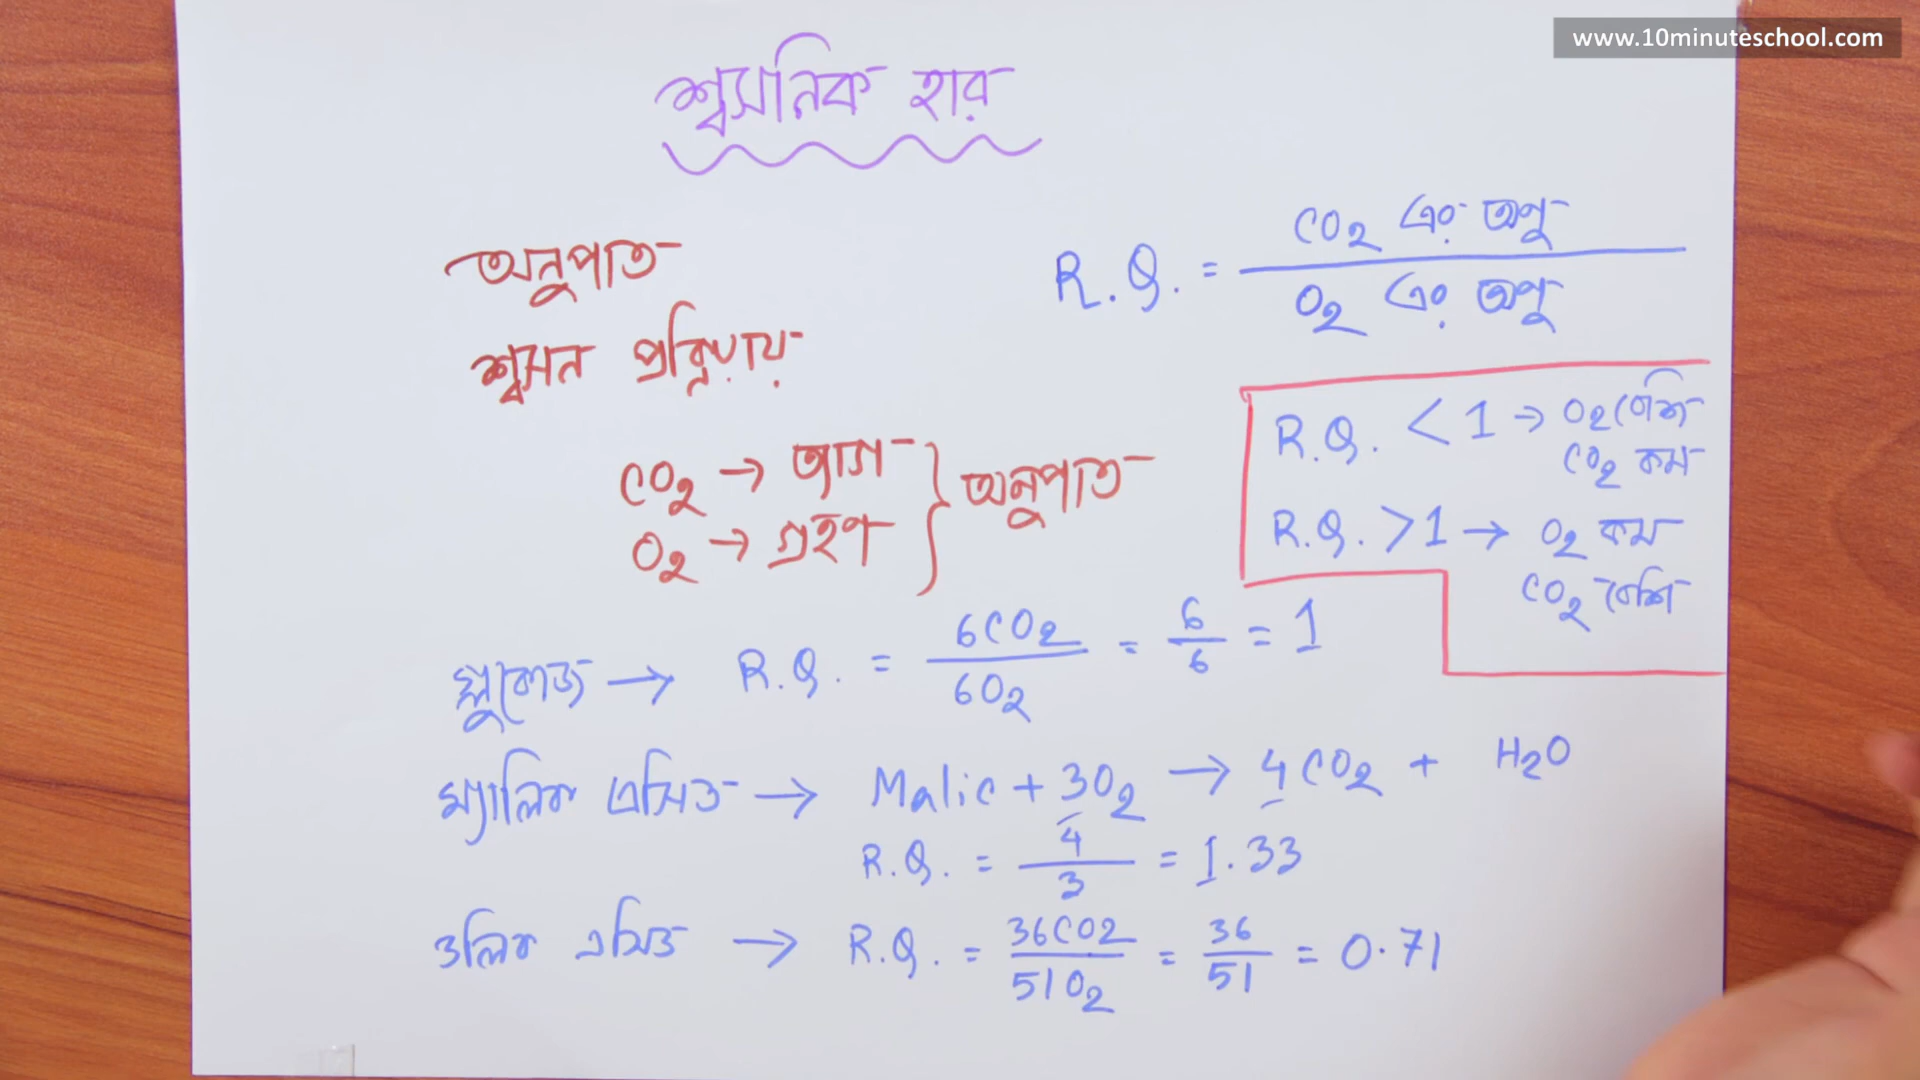 www.10minuteschool.com
শ্বসনিক হার
অনুপাত
শ্বসন প্রক্রিয়ায়
CO₂ → ত্যাগ
O₂ → গ্রহণ
} অনুপাত
R.Q. = CO₂ এর অণু / O₂ এর অণু
R.Q. < 1 → O₂ বেশি
CO₂ কম
R.Q. > 1 → O₂ কম
CO₂ বেশি
গ্লুকোজ → R.Q. = 6CO₂ / 6O₂ = 6/6 = 1
ম্যালিক এসিড → Malic + 3O₂ → 4CO₂ + H₂O
R.Q. = 4/3 = 1.33
ওলিক এসিড → R.Q. = 36CO2 / 51O₂ = 36/51 = 0.71